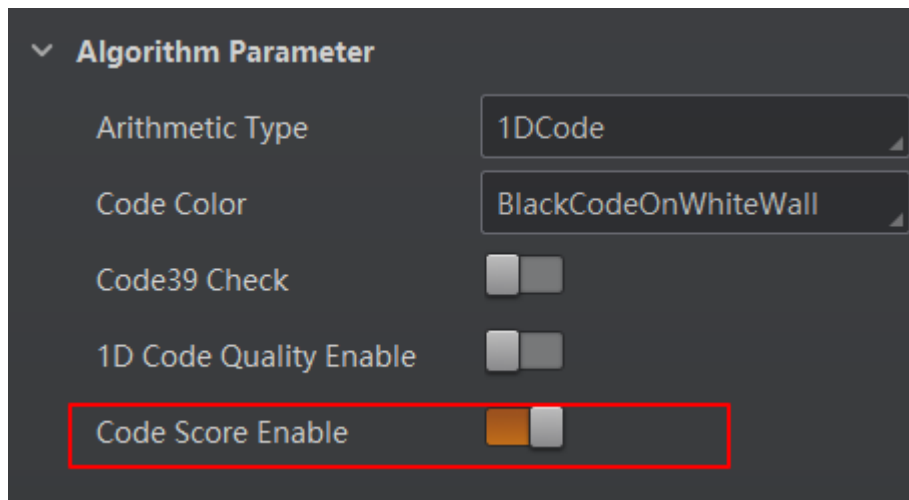 Algorithm Parameter
Arithmetic Type 1DCode
Code Color BlackCodeOnWhiteWall
Code39 Check
1D Code Quality Enable
Code Score Enable